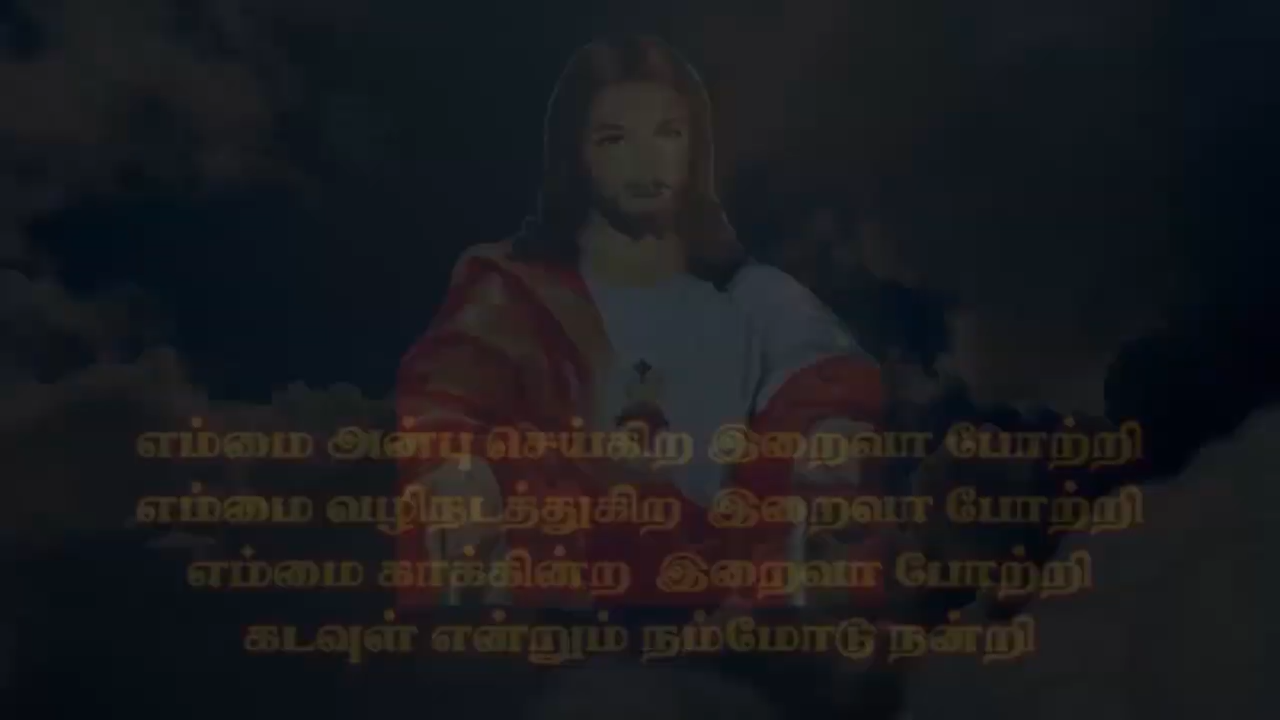 எம்மை அன்பு செய்கிற இறைவா போற்றி
எம்மை வழிநடத்துகிற இறைவா போற்றி
எம்மை காக்கின்ற இறைவா போற்றி
கடவுள் என்றும் நம்மோடு நன்றி